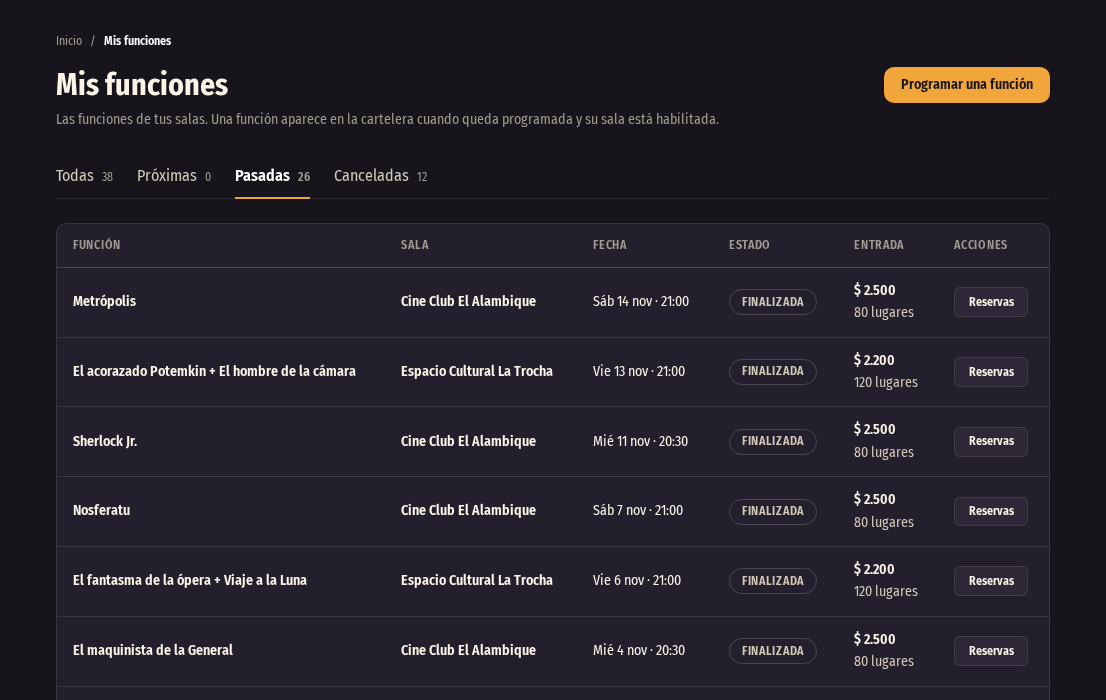 Inicio / Mis funciones
Mis funciones
Programar una función
Las funciones de tus salas. Una función aparece en la cartelera cuando queda programada y su sala está habilitada.
Todas 38 Próximas 0 Pasadas 26 Canceladas 12
FUNCIÓN SALA FECHA ESTADO ENTRADA ACCIONES
Metrópolis Cine Club El Alambique Sáb 14 nov · 21:00 FINALIZADA $ 2.500 Reservas
80 lugares
El acorazado Potemkin + El hombre de la cámara Espacio Cultural La Trocha Vie 13 nov · 21:00 FINALIZADA $ 2.200 Reservas
120 lugares
Sherlock Jr. Cine Club El Alambique Mié 11 nov · 20:30 FINALIZADA $ 2.500 Reservas
80 lugares
Nosferatu Cine Club El Alambique Sáb 7 nov · 21:00 FINALIZADA $ 2.500 Reservas
80 lugares
El fantasma de la ópera + Viaje a la Luna Espacio Cultural La Trocha Vie 6 nov · 21:00 FINALIZADA $ 2.200 Reservas
120 lugares
El maquinista de la General Cine Club El Alambique Mié 4 nov · 20:30 FINALIZADA $ 2.500 Reservas
80 lugares